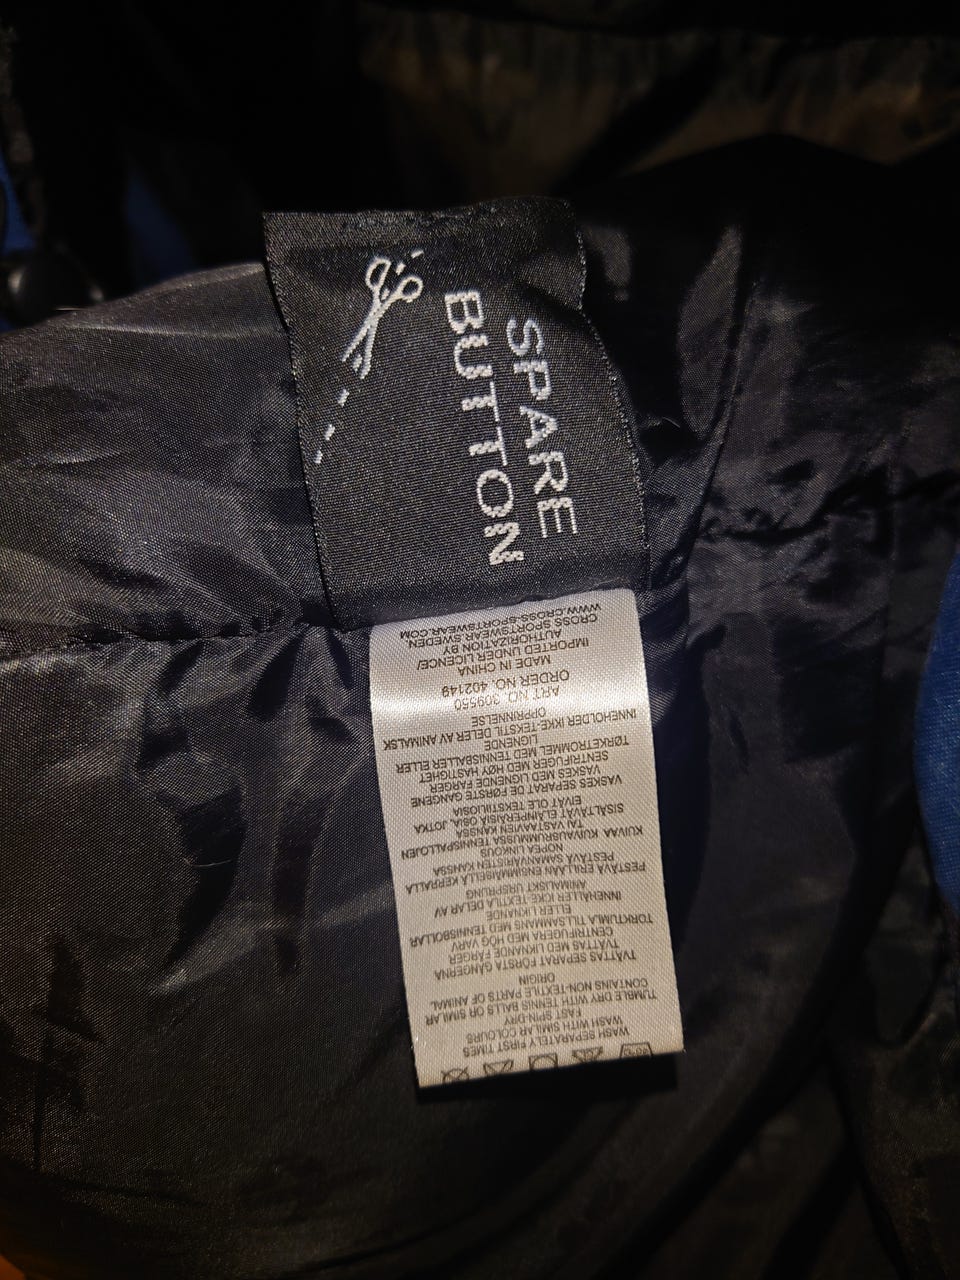 SPARE
BUTTON
WASH SEPARATELY FIRST TIMES
WASH WITH SIMILAR COLOURS
FAST SPIN-DRY
TUMBLE DRY WITH TENNIS BALLS OR SIMILAR
CONTAINS NON-TEXTILE PARTS OF ANIMAL
ORIGIN
TVÄTTAS SEPARAT FÖRSTA GÅNGERNA
TVÄTTAS MED LIKNANDE FÄRGER
CENTRIFUGERA MED HÖG VARV
TORKTUMLA TILLSAMMANS MED TENNISBOLLAR
ELLER LIKNANDE
INNEHÅLLER ICKE-TEXTILA DELAR AV
ANIMALISKT URSPRUNG
PESTÄVÄ ERILLÄÄN ENSIMMÄISELLÄ KERRALLA
PESTÄVÄ SAMANVÄRISTEN KANSSA
NOPEA LINKOUS
KUIVAA KUIVAUSRUMMUSSA TENNISPALLOJEN
TAI VASTAAVEN KANSSA
SISÄLTÄVÄT ELÄINPERÄISIÄ OSIA, JOTKA
EIVÄT OLE TEKSTIILOSIA
VASKES SEPARAT DE FØRSTE GANGENE
VASKES MED LIGNENDE FARGER
SENTRIFUGER MED HØY HASTIGHET
TØRKETROMMEL MED TENNISBALLER ELLER
LIGNENDE
INNEHOLDER IKKE-TEKSTIL DELER AV ANIMALSK
OPPRINNELSE
ART NO. 309550
ORDER NO. 402149
MADE IN CHINA
IMPORTED UNDER LICENCE/
AUTHORIZATION BY
CROSS SPORTSWEAR SWEDEN.
WWW.CROSS-SPORTSWEAR.COM